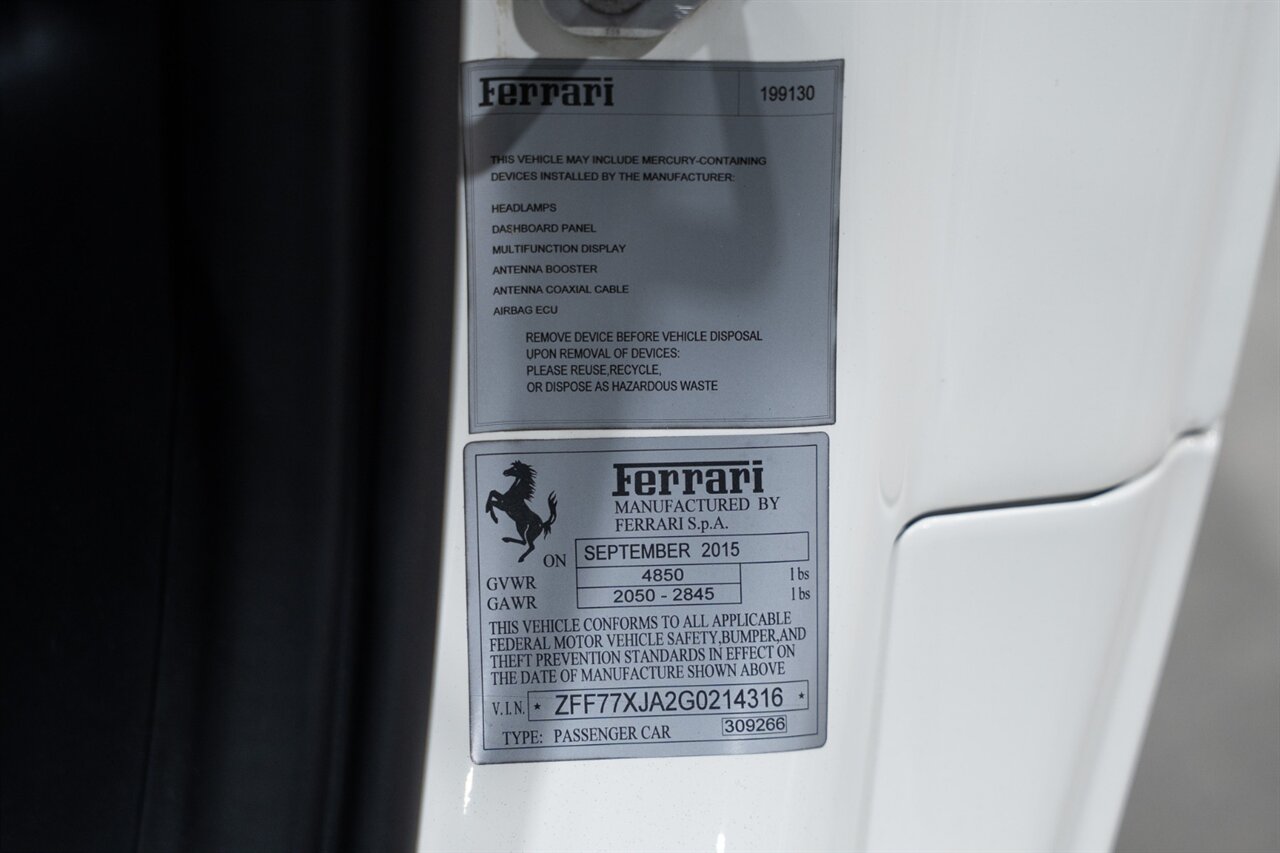 Ferrari 199130
THIS VEHICLE MAY INCLUDE MERCURY-CONTAINING
DEVICES INSTALLED BY THE MANUFACTURER:
HEADLAMPS
DASHBOARD PANEL
MULTIFUNCTION DISPLAY
ANTENNA BOOSTER
ANTENNA COAXIAL CABLE
AIRBAG ECU
REMOVE DEVICE BEFORE VEHICLE DISPOSAL
UPON REMOVAL OF DEVICES:
PLEASE REUSE,RECYCLE,
OR DISPOSE AS HAZARDOUS WASTE
Ferrari
MANUFACTURED BY
FERRARI S.p.A.
ON SEPTEMBER 2015
GVWR 4850 lbs
GAWR 2050 - 2845 lbs
THIS VEHICLE CONFORMS TO ALL APPLICABLE
FEDERAL MOTOR VEHICLE SAFETY,BUMPER,AND
THEFT PREVENTION STANDARDS IN EFFECT ON
THE DATE OF MANUFACTURE SHOWN ABOVE
V.I.N. * ZFF77XJA2G0214316 *
TYPE: PASSENGER CAR 309266